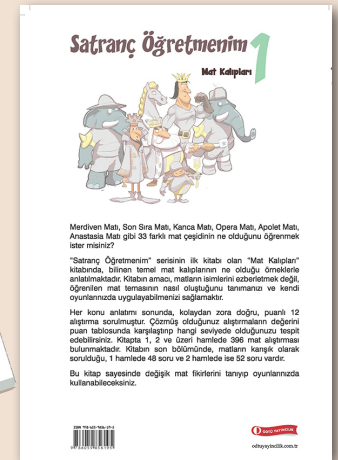 Satranç Öğretmenim 1
Mat Kalıpları
Merdiven Matı, Son Sıra Matı, Kanca Matı, Opera Matı, Apolet Matı,
Anastasia Matı gibi 33 farklı mat çeşidinin ne olduğunu öğrenmek
ister misiniz?
"Satranç Öğretmenim" serisinin ilk kitabı olan "Mat Kalıpları"
kitabında, bilinen temel mat kalıplarının ne olduğu örneklerle
anlatılmaktadır. Kitabın amacı, matların isimlerini ezberletmek değil,
öğrenilen mat temasının nasıl oluştuğunu tanımanızı ve kendi
oyunlarınızda uygulayabilmenizi sağlamaktır.
Her konu anlatımı sonunda, kolaydan zora doğru, puanlı 12
alıştırma sorulmuştur. Çözmüş olduğunuz alıştırmaların değerini
puan tablosunda karşılaştırıp hangi seviyede olduğunuzu tespit
edebilirsiniz. Kitapta 1, 2 ve üzeri hamlede 396 mat alıştırması
bulunmaktadır. Kitabın son bölümünde, matların karışık olarak
sorulduğu, 1 hamlede 48 soru ve 2 hamlede ise 52 soru vardır.
Bu kitap sayesinde değişik mat fikirlerini tanıyıp oyunlarınızda
kullanabileceksiniz.
odtuyayincilik.com.tr